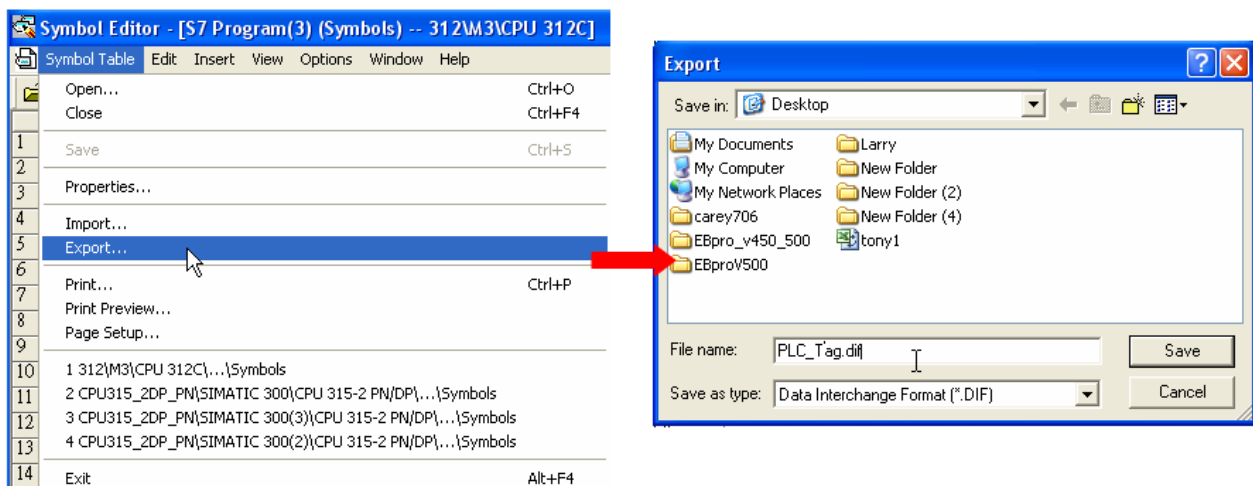 Symbol Editor - [S7 Program(3) (Symbols) -- 312\M3\CPU 312C]
Symbol Table Edit Insert View Options Window Help
Open... Ctrl+O
Close Ctrl+F4
1
Save Ctrl+S
2
Properties...
3
4
Import...
5
Export...
6
Print... Ctrl+P
7
Print Preview...
8
Page Setup...
9
10 1 312\M3\CPU 312C\...\Symbols
11 2 CPU315_2DP_PN\SIMATIC 300\CPU 315-2 PN/DP\...\Symbols
12 3 CPU315_2DP_PN\SIMATIC 300(3)\CPU 315-2 PN/DP\...\Symbols
13 4 CPU315_2DP_PN\SIMATIC 300(2)\CPU 315-2 PN/DP\...\Symbols
14 Exit Alt+F4
Export
Save in: Desktop
My Documents Larry
My Computer New Folder
My Network Places New Folder (2)
carey706 New Folder (4)
EBpro_v450_500 tony1
EBproV500
File name: PLC_Tag.dif Save
Save as type: Data Interchange Format (*.DIF) Cancel